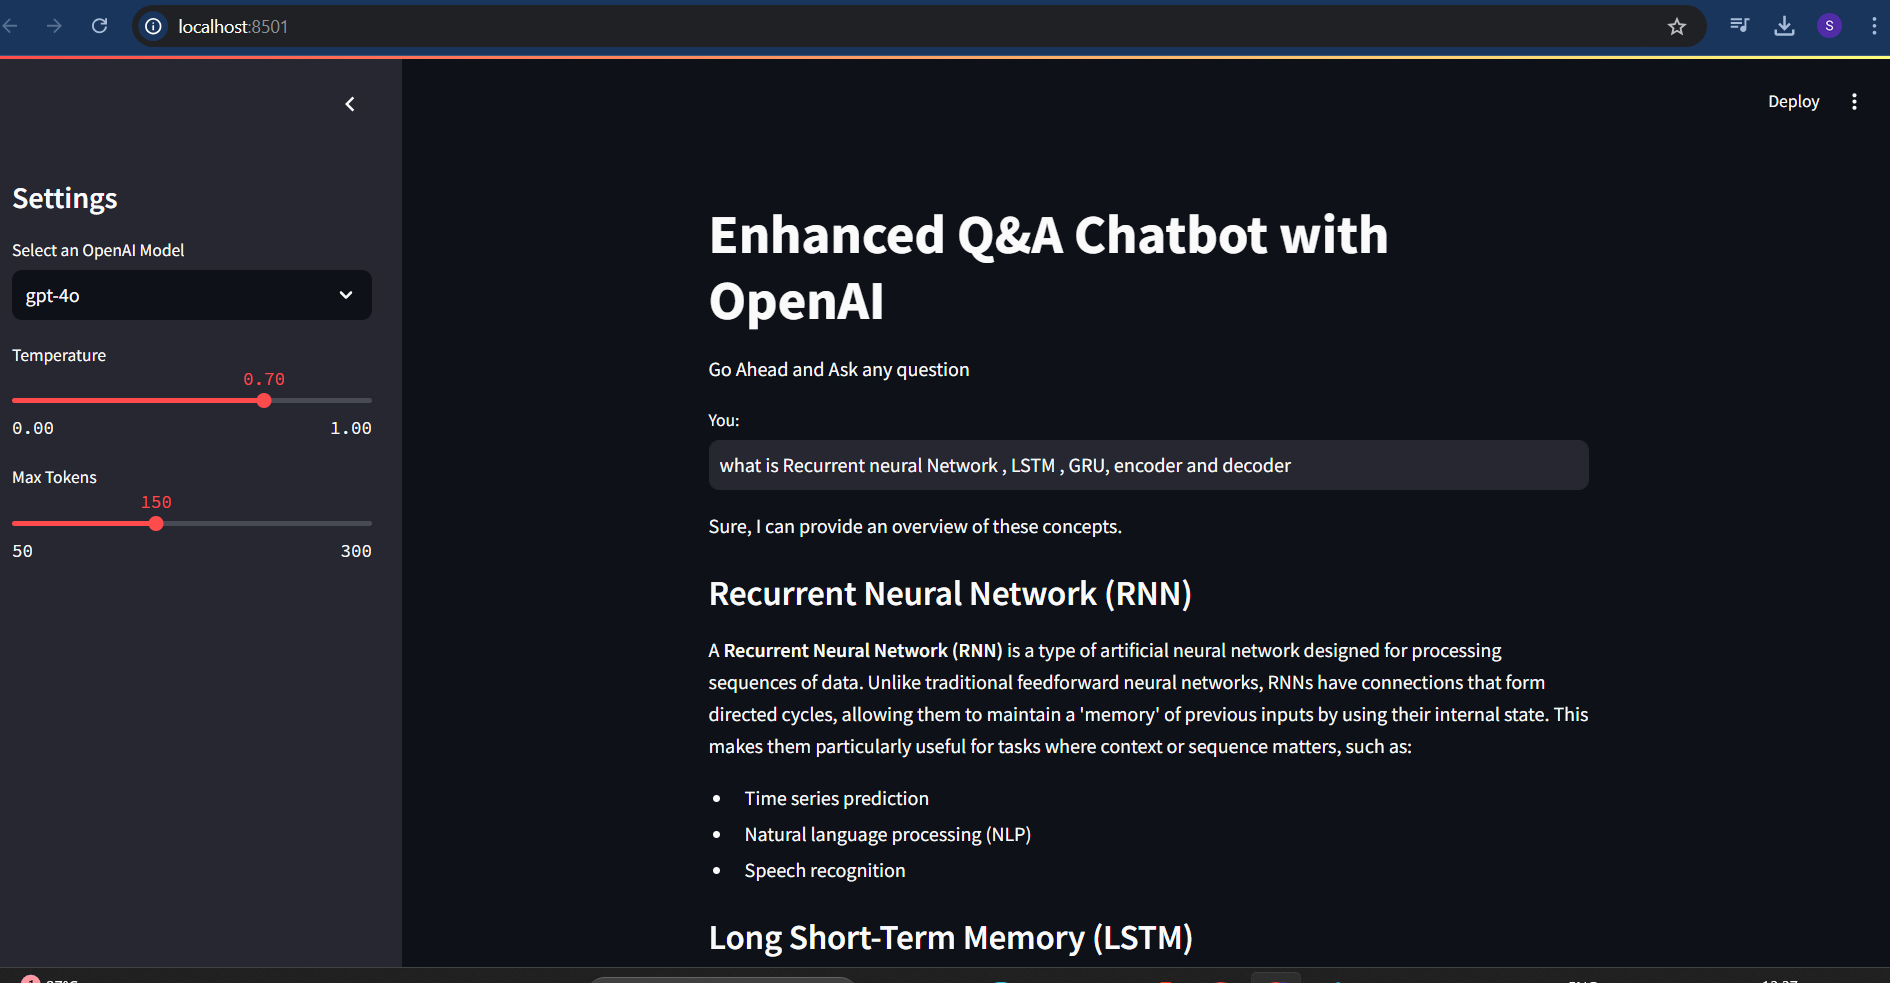 localhost:8501
S
Deploy
Settings
Select an OpenAI Model
gpt-4o
Temperature
0.70
0.00 1.00
Max Tokens
150
50 300
Enhanced Q&A Chatbot with
OpenAI
Go Ahead and Ask any question
You:
what is Recurrent neural Network , LSTM , GRU, encoder and decoder
Sure, I can provide an overview of these concepts.
Recurrent Neural Network (RNN)
A Recurrent Neural Network (RNN) is a type of artificial neural network designed for processing
sequences of data. Unlike traditional feedforward neural networks, RNNs have connections that form
directed cycles, allowing them to maintain a 'memory' of previous inputs by using their internal state. This
makes them particularly useful for tasks where context or sequence matters, such as:
• Time series prediction
• Natural language processing (NLP)
• Speech recognition
Long Short-Term Memory (LSTM)